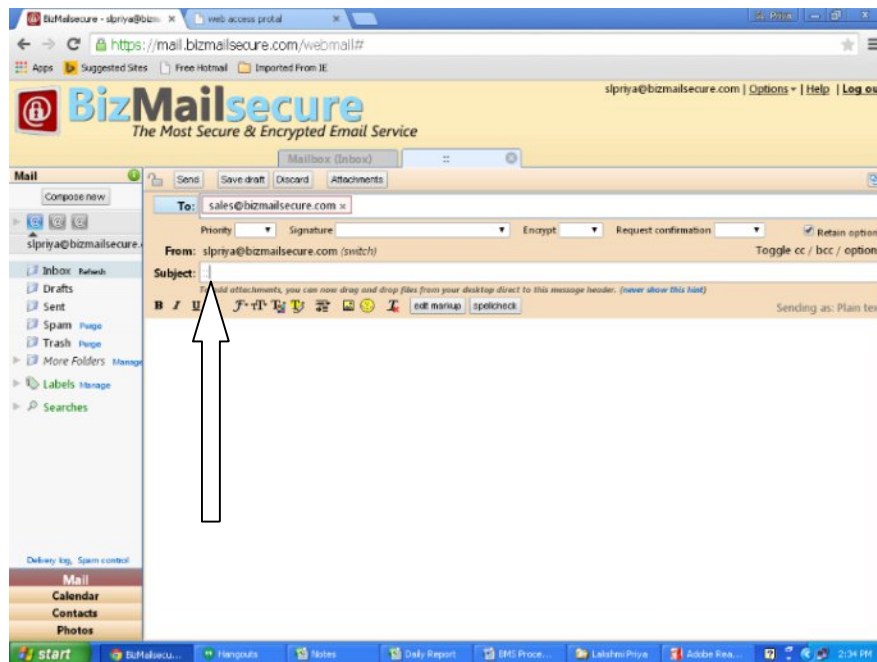 BizMailsecure - slpriya@bizm web access protal
https://mail.bizmailsecure.com/webmail#
Apps Suggested Sites Free Hotmail Imported From IE
slpriya@bizmailsecure.com | Options | Help | Log ou
BizMailsecure
The Most Secure & Encrypted Email Service
Mailbox (Inbox) ::
Mail Send Save draft Discard Attachments
Compose new
To: sales@bizmailsecure.com ×
Priority Signature Encrypt Request confirmation Retain option
slpriya@bizmailsecure.
From: slpriya@bizmailsecure.com (switch) Toggle cc / bcc / option
Inbox Refresh
Subject: ::
To add attachments, you can now drag and drop files from your desktop direct to this message header. (never show this hint)
Drafts
B I U edit markup spellcheck Sending as: Plain tex
Sent
Spam Purge
Trash Purge
More Folders Manage
Labels Manage
Searches
Delivery log, Spam control
Mail
Calendar
Contacts
Photos
start BizMailsecu... Hangouts Notes Daily Report BMS Proce... Lakshmi Priya Adobe Rea... 2:34 PM